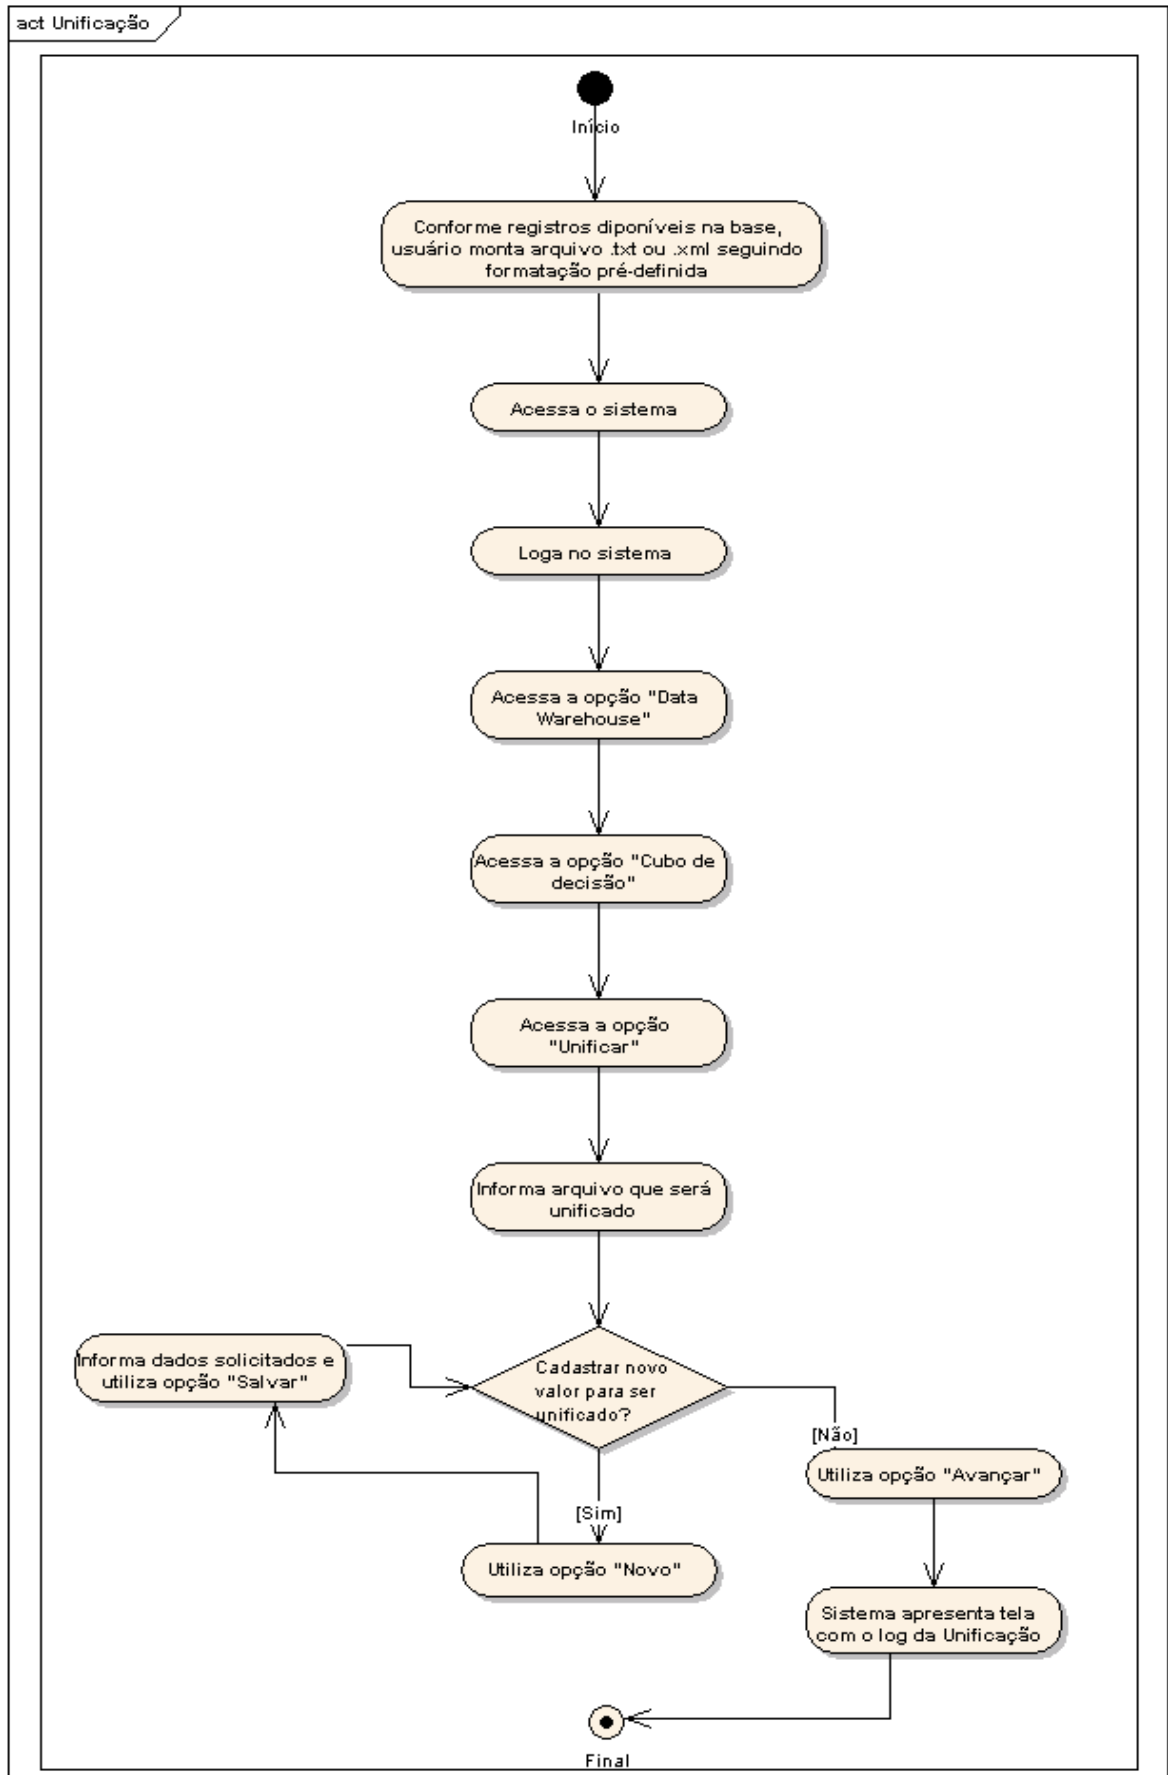 act Unificação
Início
Conforme registros diponíveis na base,
usuário monta arquivo .txt ou .xml seguindo
formatação pré-definida
Acessa o sistema
Loga no sistema
Acessa a opção "Data
Warehouse"
Acessa a opção "Cubo de
decisão"
Acessa a opção
"Unificar"
Informa arquivo que será
unificado
Cadastrar novo
valor para ser
unificado?
Informa dados solicitados e
utiliza opção "Salvar"
[Não]
Utiliza opção "Avançar"
[Sim]
Utiliza opção "Novo"
Sistema apresenta tela
com o log da Unificação
Final